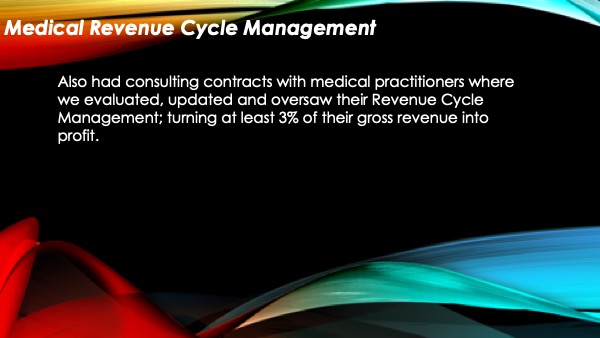 Medical Revenue Cycle Management
Also had consulting contracts with medical practitioners where
we evaluated, updated and oversaw their Revenue Cycle
Management; turning at least 3% of their gross revenue into
profit.